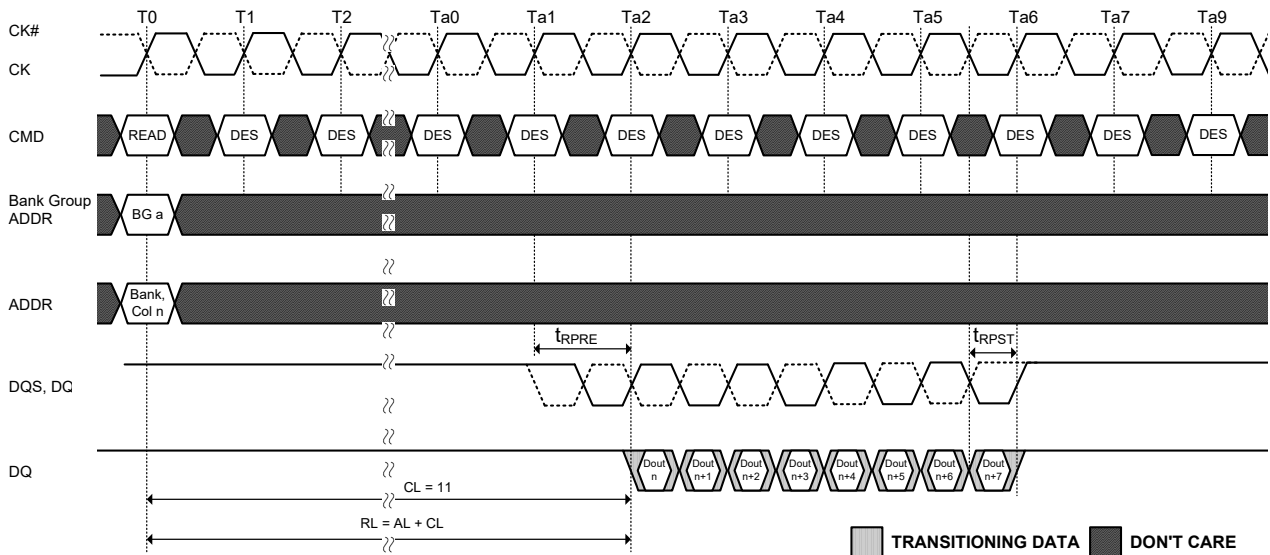 T0 T1 T2 Ta0 Ta1 Ta2 Ta3 Ta4 Ta5 Ta6 Ta7 Ta9
CK#
CK
CMD READ DES DES DES DES DES DES DES DES DES DES DES
Bank Group
ADDR
BG a
ADDR
Bank,
Col n
tRPRE tRPST
DQS, DQ
DQ
Dout Dout Dout Dout Dout Dout Dout Dout
n n+1 n+2 n+3 n+4 n+5 n+6 n+7
CL = 11
RL = AL + CL
TRANSITIONING DATA DON'T CARE